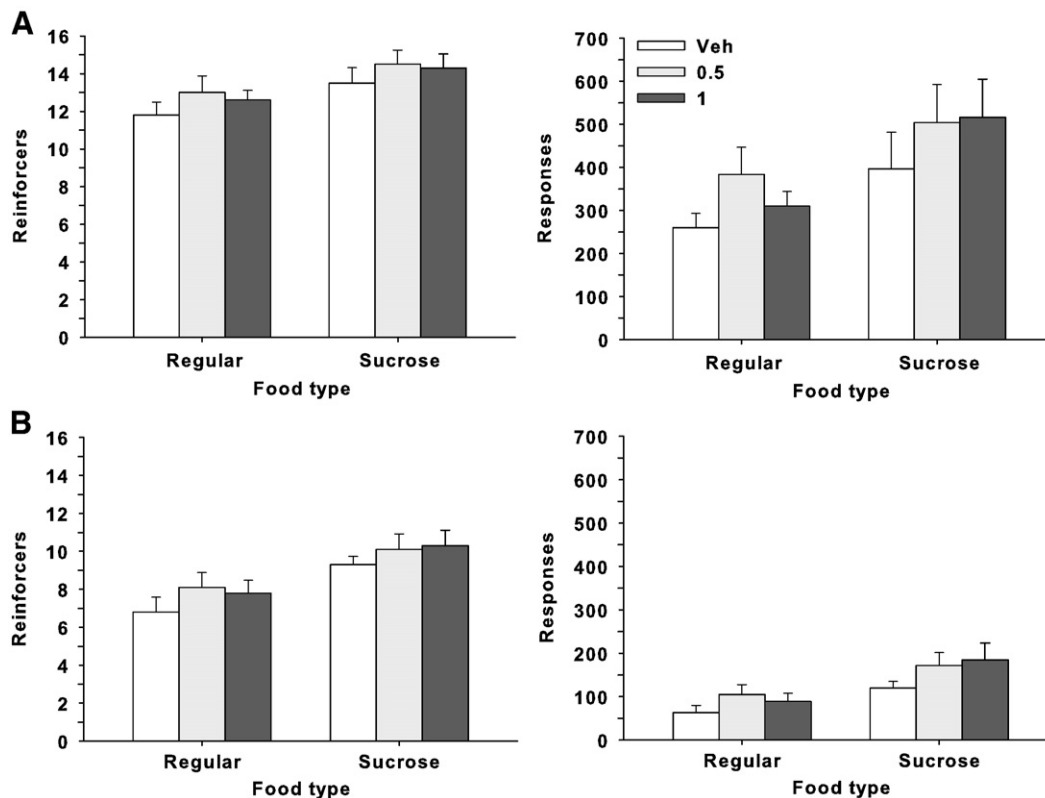 A
Reinforcers
16
14
12
10
8
6
4
2
0
Regular
Sucrose
Food type
Responses
700
600
500
400
300
200
100
0
Veh
0.5
1
Regular
Sucrose
Food type
B
Reinforcers
16
14
12
10
8
6
4
2
0
Regular
Sucrose
Food type
Responses
700
600
500
400
300
200
100
0
Regular
Sucrose
Food type